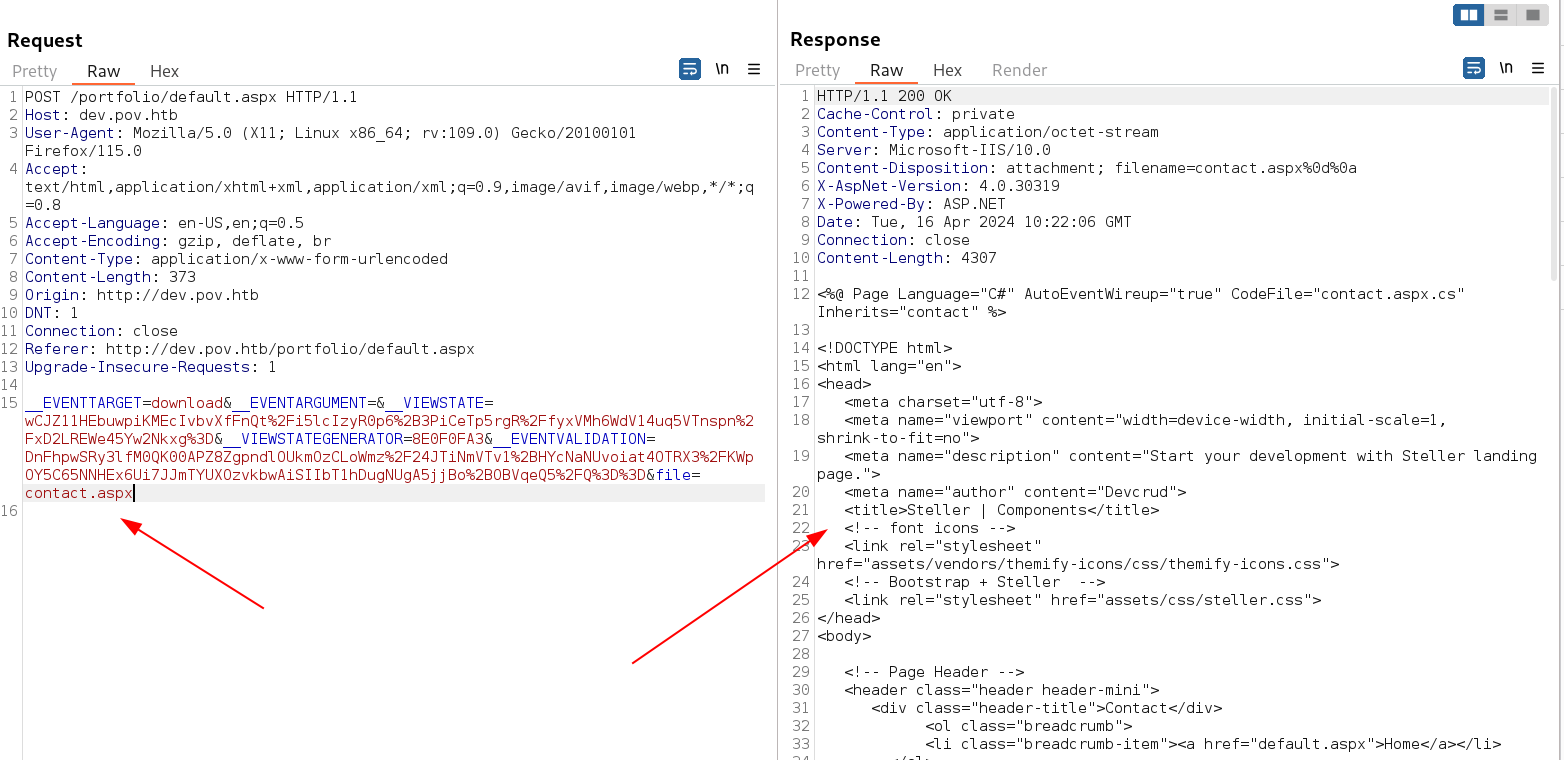 Request
Pretty Raw Hex
\n
1 POST /portfolio/default.aspx HTTP/1.1
2 Host: dev.pov.htb
3 User-Agent: Mozilla/5.0 (X11; Linux x86_64; rv:109.0) Gecko/20100101
Firefox/115.0
4 Accept:
text/html,application/xhtml+xml,application/xml;q=0.9,image/avif,image/webp,*/*;q
=0.8
5 Accept-Language: en-US,en;q=0.5
6 Accept-Encoding: gzip, deflate, br
7 Content-Type: application/x-www-form-urlencoded
8 Content-Length: 373
9 Origin: http://dev.pov.htb
10 DNT: 1
11 Connection: close
12 Referer: http://dev.pov.htb/portfolio/default.aspx
13 Upgrade-Insecure-Requests: 1
14
15 __EVENTTARGET=download&__EVENTARGUMENT=&__VIEWSTATE=
wCJZ11HEbuwpiKMEcIvbvXfFnQt%2Fi5lcIzyR0p6%2B3PiCeTp5rgR%2FfyxVMh6WdV14uq5VTnspn%2
FxD2LREWe45Yw2Nkxg%3D&__VIEWSTATEGENERATOR=8E0F0FA3&__EVENTVALIDATION=
DnFhpwSRy3lfM0QK00APZ8ZgpndlOUkmOzCLoWmz%2F24JTiNmVTv1%2BHYcNaNUvoiat4OTRX3%2FKWp
OY5C65NNHEx6Ui7JJmTYUXOzvkbwAiSIIbT1hDugNUgA5jjBo%2BOBVqeQ5%2FQ%3D%3D&file=
contact.aspx
16
Response
Pretty Raw Hex Render
\n
1 HTTP/1.1 200 OK
2 Cache-Control: private
3 Content-Type: application/octet-stream
4 Server: Microsoft-IIS/10.0
5 Content-Disposition: attachment; filename=contact.aspx%0d%0a
6 X-AspNet-Version: 4.0.30319
7 X-Powered-By: ASP.NET
8 Date: Tue, 16 Apr 2024 10:22:06 GMT
9 Connection: close
10 Content-Length: 4307
11
12 <%@ Page Language="C#" AutoEventWireup="true" CodeFile="contact.aspx.cs"
Inherits="contact" %>
13
14 <!DOCTYPE html>
15 <html lang="en">
16 <head>
17 <meta charset="utf-8">
18 <meta name="viewport" content="width=device-width, initial-scale=1,
shrink-to-fit=no">
19 <meta name="description" content="Start your development with Steller landing
page.">
20 <meta name="author" content="Devcrud">
21 <title>Steller | Components</title>
22 <!-- font icons -->
23 <link rel="stylesheet"
href="assets/vendors/themify-icons/css/themify-icons.css">
24 <!-- Bootstrap + Steller  -->
25 <link rel="stylesheet" href="assets/css/steller.css">
26 </head>
27 <body>
28
29 <!-- Page Header -->
30 <header class="header header-mini">
31 <div class="header-title">Contact</div>
32 <ol class="breadcrumb">
33 <li class="breadcrumb-item"><a href="default.aspx">Home</a></li>